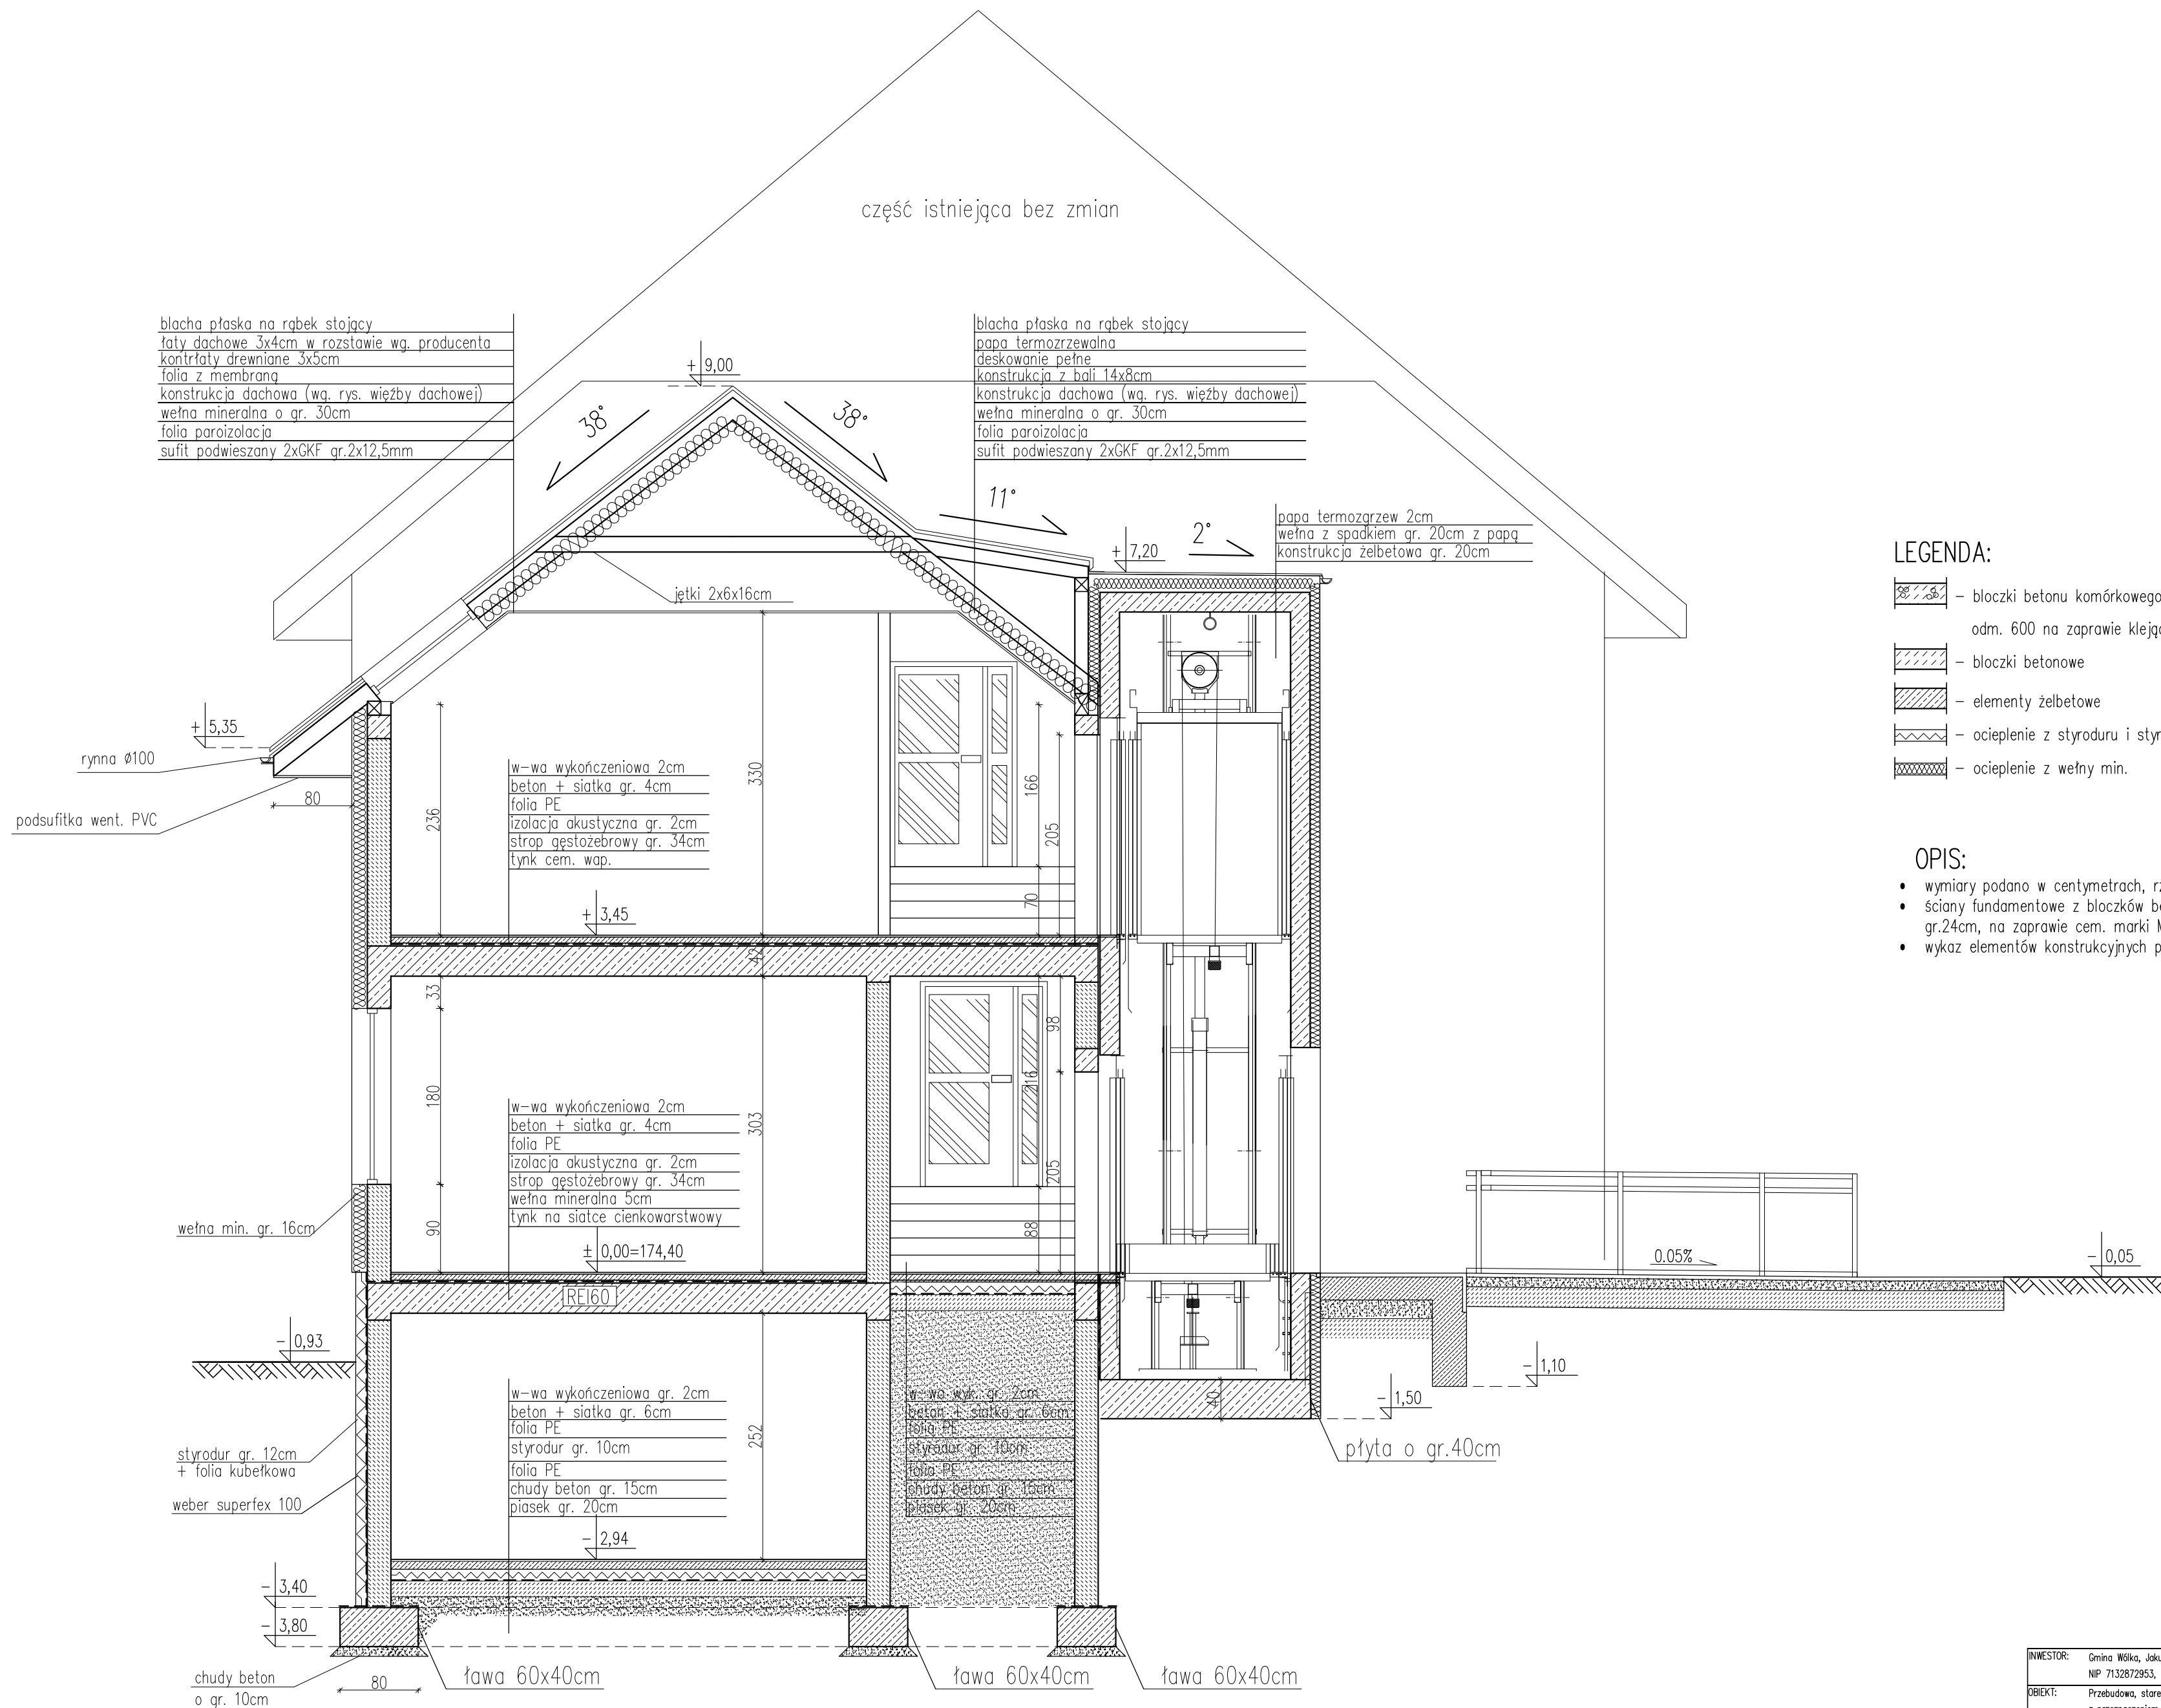 część istniejąca bez zmian
blacha płaska na rąbek stojący
łaty dachowe 3x4cm w rozstawie wg. producenta
kontrłaty drewniane 3x5cm
folia z membraną
konstrukcja dachowa (wg. rys. więźby dachowej)
wełna mineralna o gr. 30cm
folia paroizolacja
sufit podwieszany 2xGKF gr.2x12,5mm
+ 9,00
38°
38°
11°
blacha płaska na rąbek stojący
papa termozrzewalna
deskowanie pełne
konstrukcja z bali 14x8cm
konstrukcja dachowa (wg. rys. więźby dachowej)
wełna mineralna o gr. 30cm
folia paroizolacja
sufit podwieszany 2xGKF gr.2x12,5mm
+ 7,20
2°
papa termozgrzew 2cm
wełna z spadkiem gr. 20cm z papą
konstrukcja żelbetowa gr. 20cm
jętki 2x6x16cm
LEGENDA:
– bloczki betonu komórkowego
odm. 600 na zaprawie
– bloczki betonowe
– elementy żelbetowe
– ocieplenie z styroduru i
– ocieplenie z wełny min.
OPIS:
• wymiary podano w centymetrach,
• ściany fundamentowe z bloczków
gr.24cm, na zaprawie cem. marki
• wykaz elementów konstrukcyjnych
+ 5,35
rynna ø100
80
podsufitka went. PVC
236
330
166
205
70
w-wa wykończeniowa 2cm
beton + siatka gr. 4cm
folia PE
izolacja akustyczna gr. 2cm
strop gęstożebrowy gr. 34cm
tynk cem. wap.
+ 3,45
42
33
180
90
303
98
216
205
88
w-wa wykończeniowa 2cm
beton + siatka gr. 4cm
folia PE
izolacja akustyczna gr. 2cm
strop gęstożebrowy gr. 34cm
wełna mineralna 5cm
tynk na siatce cienkowarstwowy
± 0,00=174,40
wełna min. gr. 16cm
REI60
0.05%
– 0,05
– 0,93
– 1,10
– 1,50
40
płyta o gr.40cm
w-wa wykończeniowa gr. 2cm
beton + siatka gr. 6cm
folia PE
styrodur gr. 10cm
folia PE
chudy beton gr. 15cm
piasek gr. 20cm
– 2,94
252
w-wa wyk. gr. 2cm
beton + siatka gr. 6cm
folia PE
styrodur gr. 10cm
folia PE
chudy beton gr. 15cm
piasek gr. 20cm
styrodur gr. 12cm
+ folia kubełkowa
weber superfex 100
– 3,40
– 3,80
chudy beton
o gr. 10cm
80
ława 60x40cm
ława 60x40cm
ława 60x40cm
INWESTOR: Gmina Wólka,
NIP 7132872953,
OBIEKT: Przebudowa,